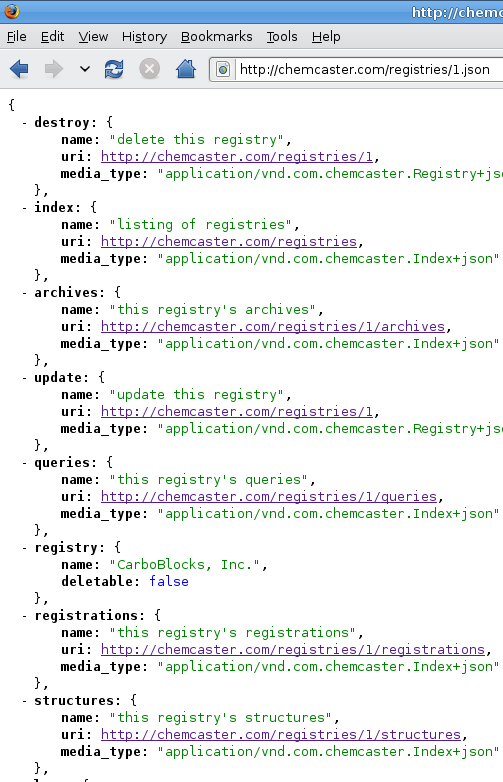 http://chemc
File Edit View History Bookmarks Tools Help
http://chemcaster.com/registries/1.json
{
- destroy: {
name: "delete this registry",
uri: http://chemcaster.com/registries/1,
media_type: "application/vnd.com.chemcaster.Registry+jso
},
- index: {
name: "listing of registries",
uri: http://chemcaster.com/registries,
media_type: "application/vnd.com.chemcaster.Index+json"
},
- archives: {
name: "this registry's archives",
uri: http://chemcaster.com/registries/1/archives,
media_type: "application/vnd.com.chemcaster.Index+json"
},
- update: {
name: "update this registry",
uri: http://chemcaster.com/registries/1,
media_type: "application/vnd.com.chemcaster.Registry+jso
},
- queries: {
name: "this registry's queries",
uri: http://chemcaster.com/registries/1/queries,
media_type: "application/vnd.com.chemcaster.Index+json"
},
- registry: {
name: "CarboBlocks, Inc.",
deletable: false
},
- registrations: {
name: "this registry's registrations",
uri: http://chemcaster.com/registries/1/registrations,
media_type: "application/vnd.com.chemcaster.Index+json"
},
- structures: {
name: "this registry's structures",
uri: http://chemcaster.com/registries/1/structures,
media_type: "application/vnd.com.chemcaster.Index+json"
},